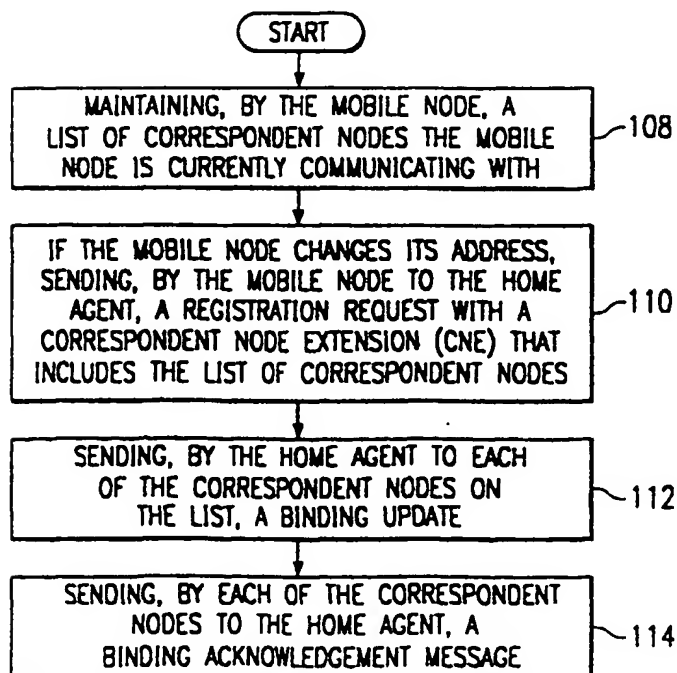 START
MAINTAINING, BY THE MOBILE NODE, A
LIST OF CORRESPONDENT NODES THE MOBILE
NODE IS CURRENTLY COMMUNICATING WITH
108
IF THE MOBILE NODE CHANGES ITS ADDRESS,
SENDING, BY THE MOBILE NODE TO THE HOME
AGENT, A REGISTRATION REQUEST WITH A
CORRESPONDENT NODE EXTENSION (CNE) THAT
INCLUDES THE LIST OF CORRESPONDENT NODES
110
SENDING, BY THE HOME AGENT TO EACH
OF THE CORRESPONDENT NODES ON
THE LIST, A BINDING UPDATE
112
SENDING, BY EACH OF THE CORRESPONDENT
NODES TO THE HOME AGENT, A
BINDING ACKNOWLEDGEMENT MESSAGE
114